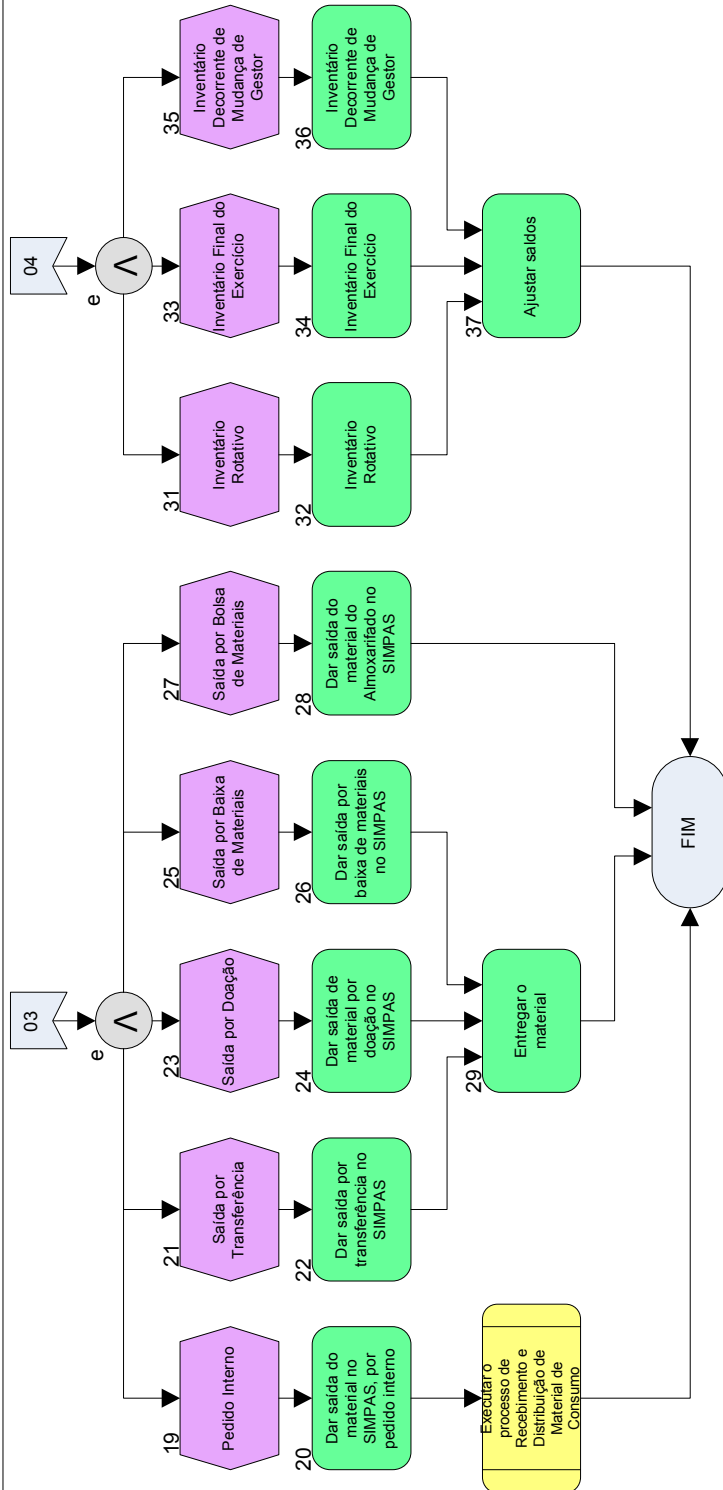 03
e
V
19
Pedido Interno
21
Saída por
Transferência
23
Saída por Doação
25
Saída por Baixa
de Materiais
27
Saída por Bolsa
de Materiais
20
Dar saída do
material no
SIMPAS, por
pedido interno
22
Dar saída por
transferência no
SIMPAS
24
Dar saída de
material por
doação no
SIMPAS
26
Dar saída por
baixa de materiais
no SIMPAS
28
Dar saída do
material do
Almoxarifado no
SIMPAS
Executar o
processo de
Recebimento e
Distribuição de
Material de
Consumo
29
Entregar o
material
04
e
V
31
Inventário
Rotativo
33
Inventário Final do
Exercício
35
Inventário
Decorrente de
Mudança de
Gestor
32
Inventário
Rotativo
34
Inventário Final do
Exercício
36
Inventário
Decorrente de
Mudança de
Gestor
37
Ajustar saldos
FIM